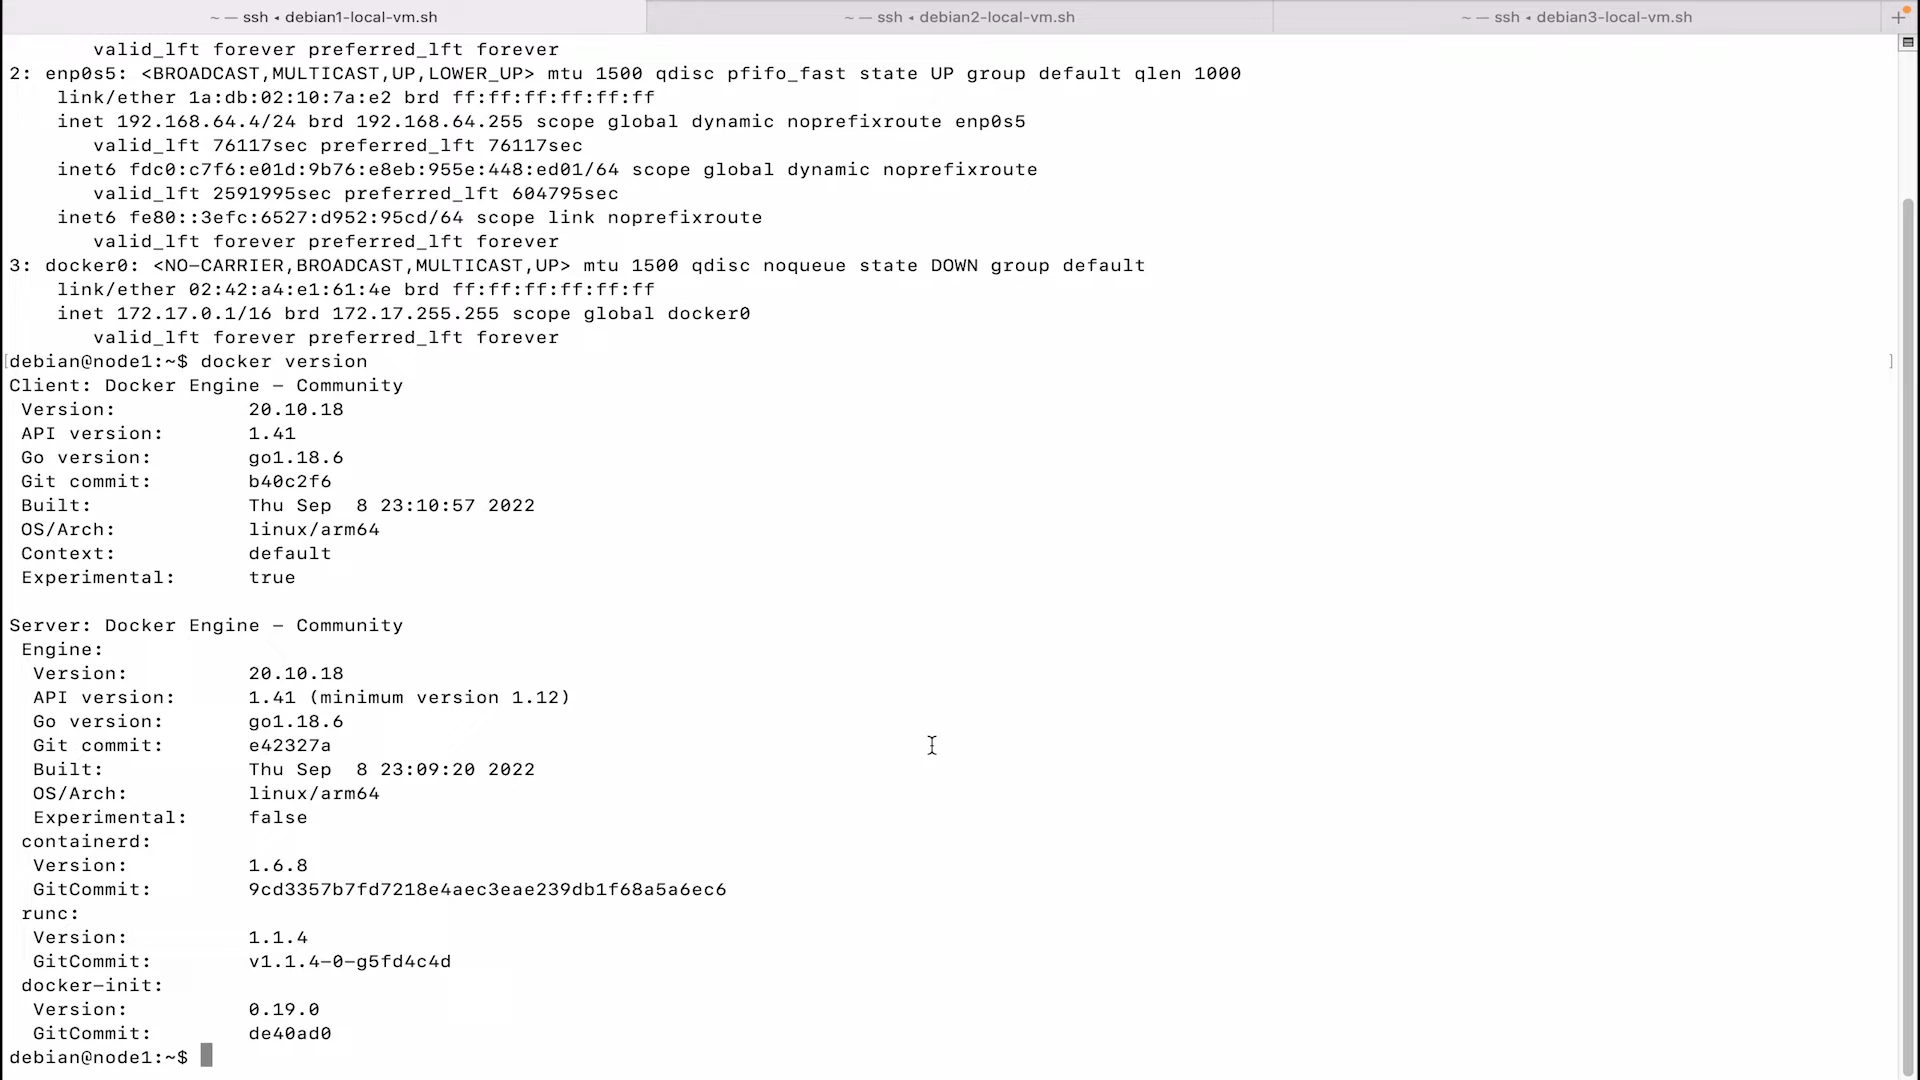 ~ — ssh ◂ debian1-local-vm.sh
~ — ssh ◂ debian2-local-vm.sh
~ — ssh ◂ debian3-local-vm.sh
valid_lft forever preferred_lft forever
2: enp0s5: <BROADCAST,MULTICAST,UP,LOWER_UP> mtu 1500 qdisc pfifo_fast state UP group default qlen 1000
link/ether 1a:db:02:10:7a:e2 brd ff:ff:ff:ff:ff:ff
inet 192.168.64.4/24 brd 192.168.64.255 scope global dynamic noprefixroute enp0s5
valid_lft 76117sec preferred_lft 76117sec
inet6 fdc0:c7f6:e01d:9b76:e8eb:955e:448:ed01/64 scope global dynamic noprefixroute
valid_lft 2591995sec preferred_lft 604795sec
inet6 fe80::3efc:6527:d952:95cd/64 scope link noprefixroute
valid_lft forever preferred_lft forever
3: docker0: <NO-CARRIER,BROADCAST,MULTICAST,UP> mtu 1500 qdisc noqueue state DOWN group default
link/ether 02:42:a4:e1:61:4e brd ff:ff:ff:ff:ff:ff
inet 172.17.0.1/16 brd 172.17.255.255 scope global docker0
valid_lft forever preferred_lft forever
[debian@node1:~$ docker version ]
Client: Docker Engine - Community
Version: 20.10.18
API version: 1.41
Go version: go1.18.6
Git commit: b40c2f6
Built: Thu Sep  8 23:10:57 2022
OS/Arch: linux/arm64
Context: default
Experimental: true
Server: Docker Engine - Community
Engine:
Version: 20.10.18
API version: 1.41 (minimum version 1.12)
Go version: go1.18.6
Git commit: e42327a
Built: Thu Sep  8 23:09:20 2022
OS/Arch: linux/arm64
Experimental: false
containerd:
Version: 1.6.8
GitCommit: 9cd3357b7fd7218e4aec3eae239db1f68a5a6ec6
runc:
Version: 1.1.4
GitCommit: v1.1.4-0-g5fd4c4d
docker-init:
Version: 0.19.0
GitCommit: de40ad0
debian@node1:~$